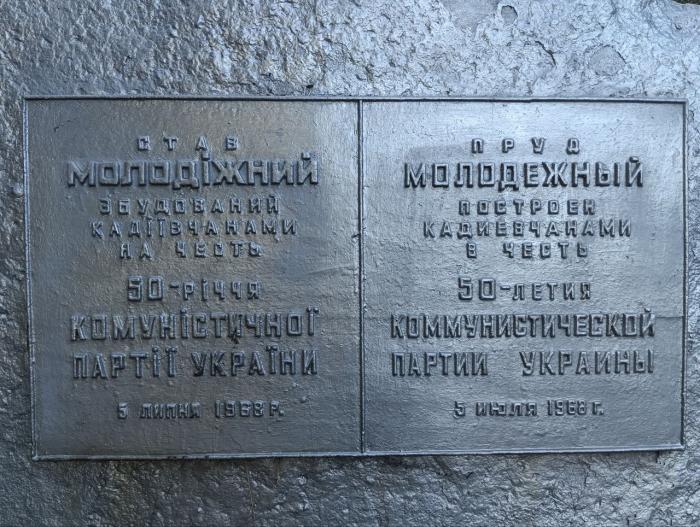 СТАВ
МОЛОДІЖНИЙ
ЗБУДОВАНИЙ
КАДІЇВЧАНАМИ
НА ЧЕСТЬ
50-РІЧЧЯ
КОМУНІСТИЧНОЇ
ПАРТІЇ УКРАЇНИ
5 ЛИПНЯ 1968 Р.
ПРУД
МОЛОДЕЖНЫЙ
ПОСТРОЕН
КАДИЕВЧАНАМИ
В ЧЕСТЬ
50-ЛЕТИЯ
КОММУНИСТИЧЕСКОЙ
ПАРТИИ УКРАИНЫ
5 ИЮЛЯ 1968 Г.